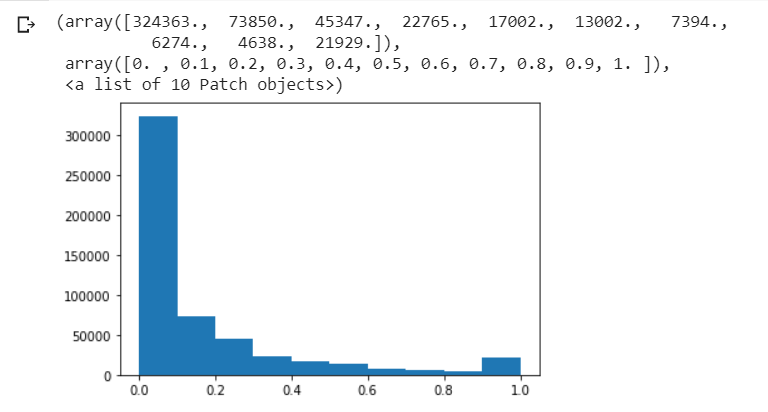 (array([324363.,  73850.,  45347.,  22765.,  17002.,  13002.,   7394.,
6274.,   4638.,  21929.]),
array([0. , 0.1, 0.2, 0.3, 0.4, 0.5, 0.6, 0.7, 0.8, 0.9, 1. ]),
<a list of 10 Patch objects>)
300000
250000
200000
150000
100000
50000
0
0.0 0.2 0.4 0.6 0.8 1.0